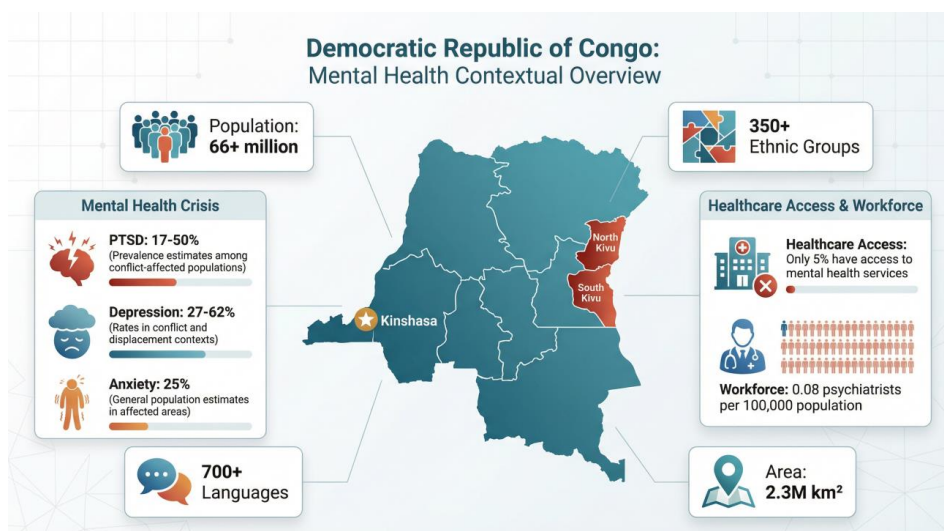 Democratic Republic of Congo:
Mental Health Contextual Overview
Population:
66+ million
350+
Ethnic Groups
Mental Health Crisis
PTSD: 17-50%
(Prevalence estimates among
conflict-affected populations)
Depression: 27-62%
(Rates in conflict and
displacement contexts)
Anxiety: 25%
(General population estimates
in affected areas)
North
Kivu
South
Kivu
Kinshasa
Healthcare Access & Workforce
Healthcare Access:
Only 5% have access to
mental health services
Workforce: 0.08 psychiatrists
per 100,000 population
700+
Languages
Area:
2.3M km²